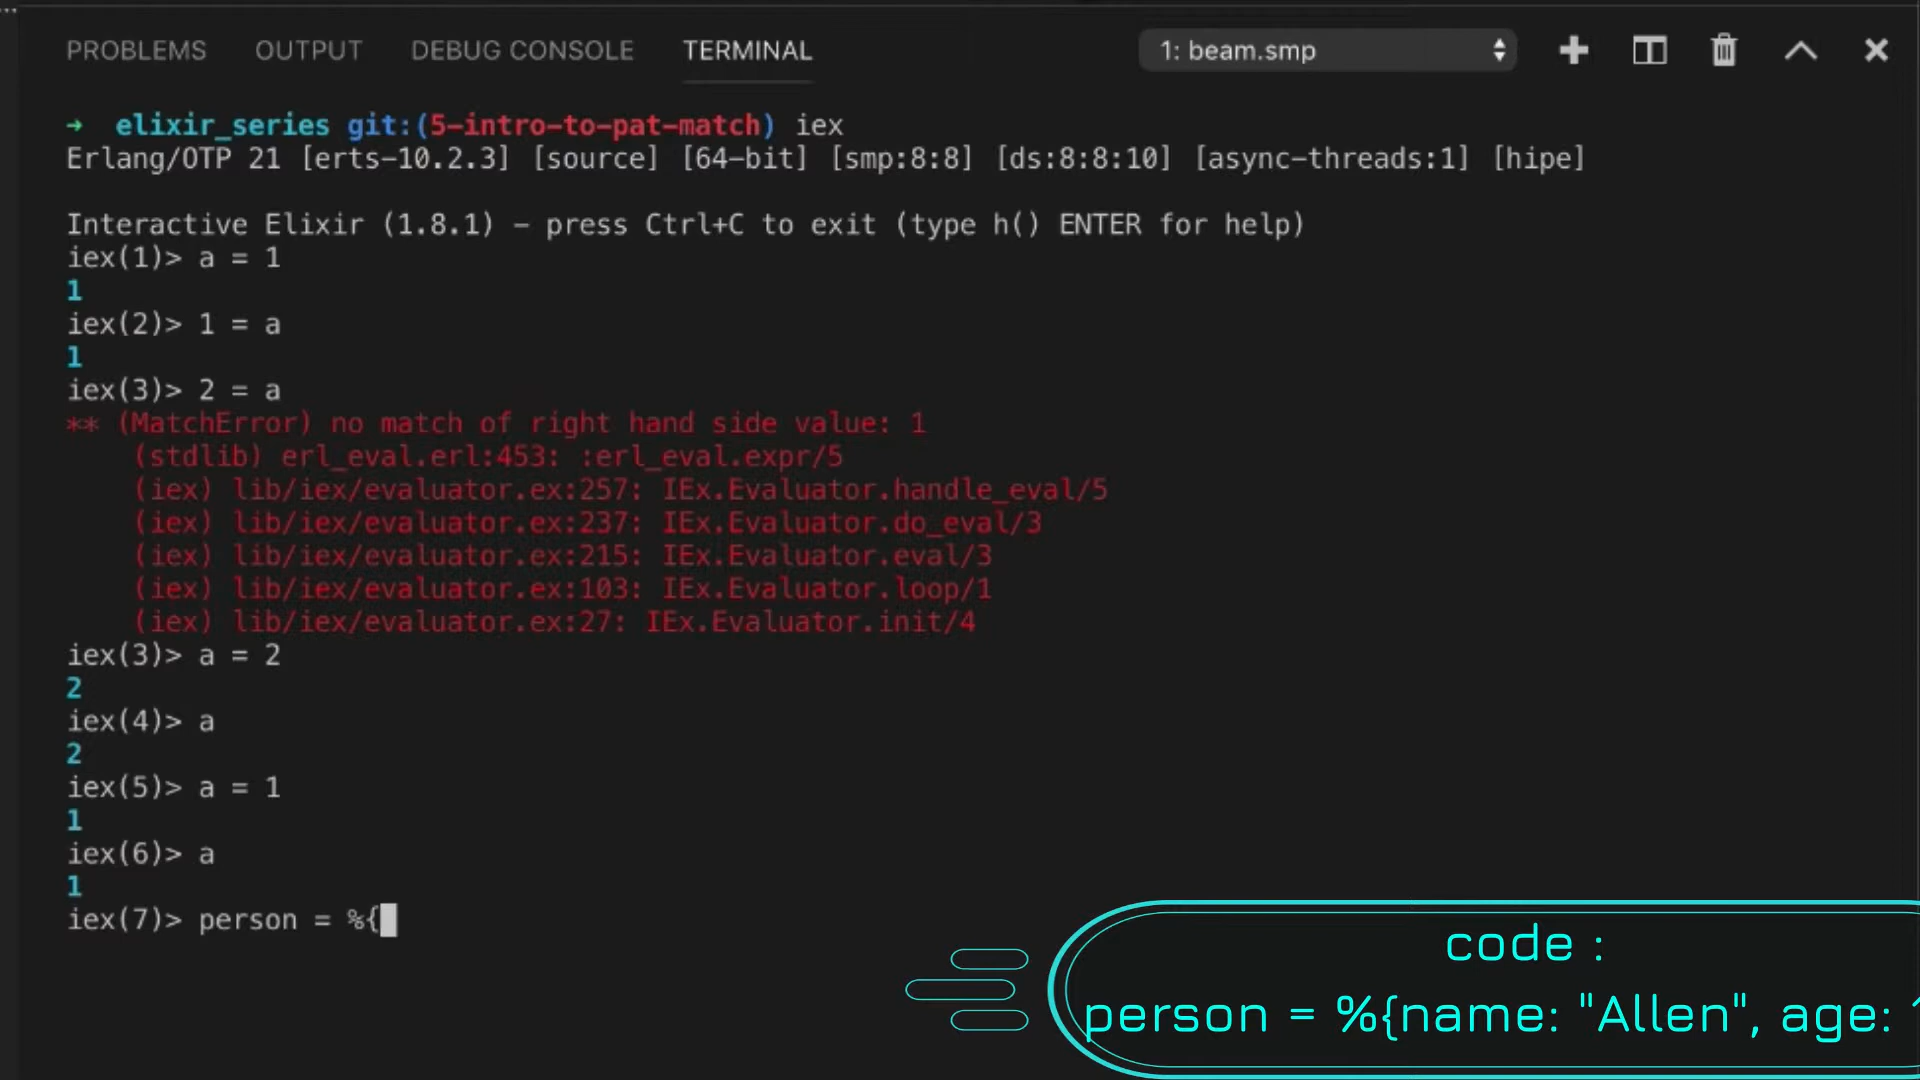 PROBLEMS OUTPUT DEBUG CONSOLE TERMINAL 1: beam.smp
→ elixir_series git:(5-intro-to-pat-match) iex
Erlang/OTP 21 [erts-10.2.3] [source] [64-bit] [smp:8:8] [ds:8:8:10] [async-threads:1] [hipe]
Interactive Elixir (1.8.1) - press Ctrl+C to exit (type h() ENTER for help)
iex(1)> a = 1
1
iex(2)> 1 = a
1
iex(3)> 2 = a
** (MatchError) no match of right hand side value: 1
(stdlib) erl_eval.erl:453: :erl_eval.expr/5
(iex) lib/iex/evaluator.ex:257: IEx.Evaluator.handle_eval/5
(iex) lib/iex/evaluator.ex:237: IEx.Evaluator.do_eval/3
(iex) lib/iex/evaluator.ex:215: IEx.Evaluator.eval/3
(iex) lib/iex/evaluator.ex:103: IEx.Evaluator.loop/1
(iex) lib/iex/evaluator.ex:27: IEx.Evaluator.init/4
iex(3)> a = 2
2
iex(4)> a
2
iex(5)> a = 1
1
iex(6)> a
1
iex(7)> person = %{
code :
person = %{name: "Allen", age: